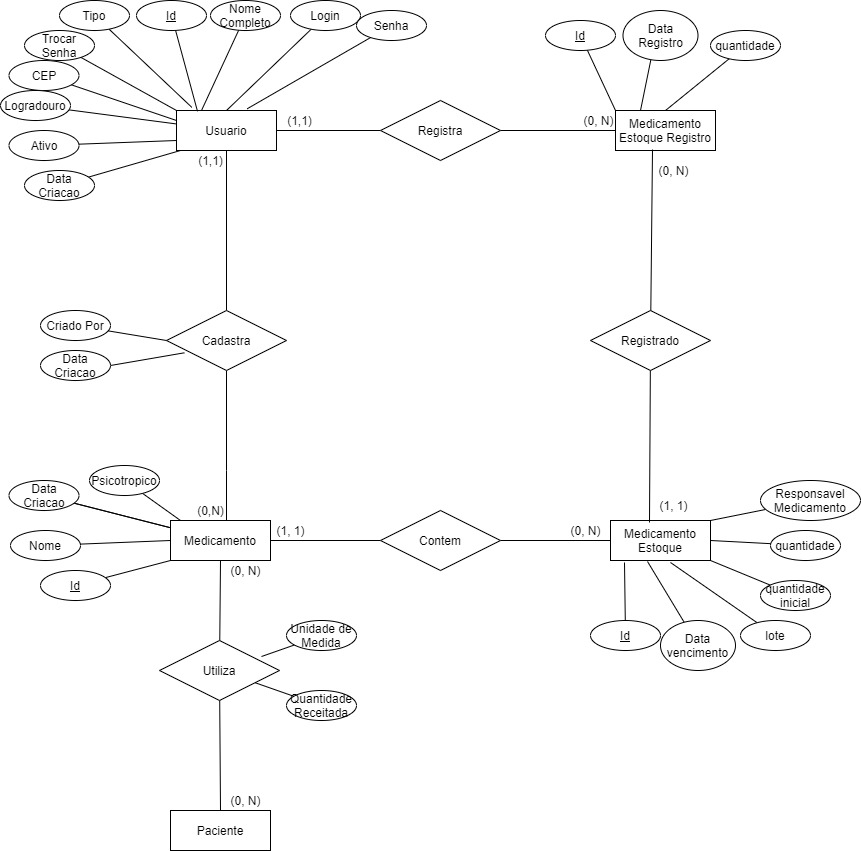 Tipo
Id
Nome
Completo
Login
Senha
Trocar
Senha
CEP
Logradouro
Ativo
Data
Criacao
Usuario
(1,1)
(1,1)
Registra
(0, N)
Id
Data
Registro
quantidade
Medicamento
Estoque Registro
(0, N)
Criado Por
Data
Criacao
Cadastra
Registrado
(0,N)
(1, 1)
Data
Criacao
Psicotropico
Nome
Id
Medicamento
(1, 1)
Contem
(0, N)
Medicamento
Estoque
Responsavel
Medicamento
quantidade
quantidade
inicial
Id
Data
vencimento
lote
(0, N)
Utiliza
Unidade de
Medida
Quantidade
Receitada
(0, N)
Paciente